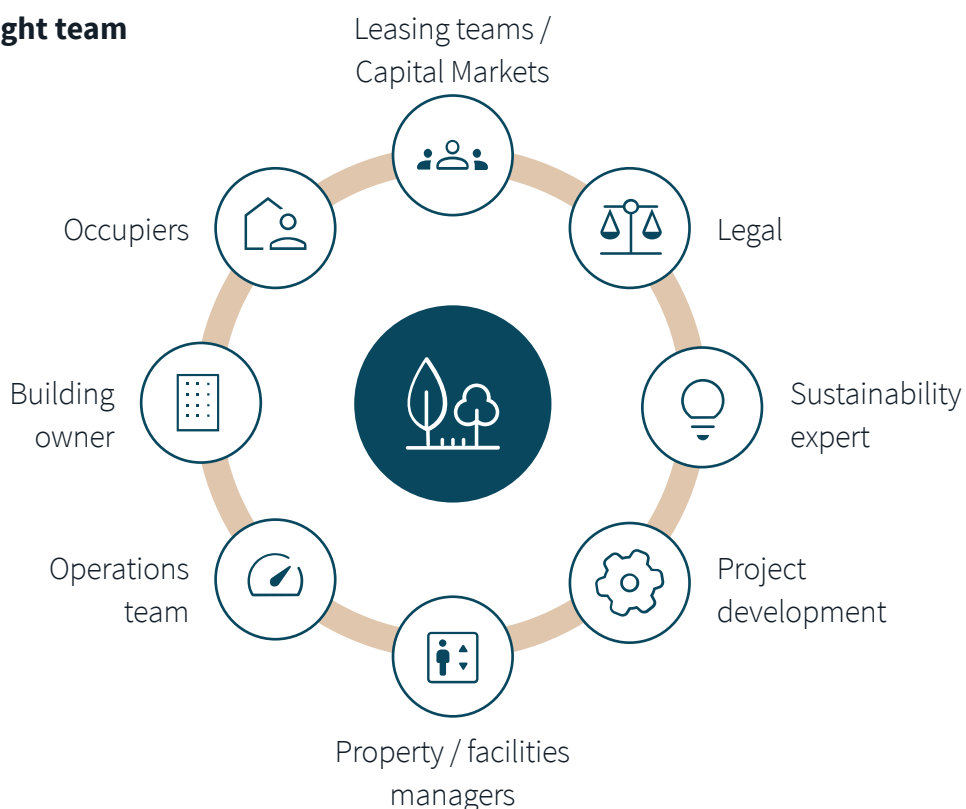 ght team
Leasing teams /
Capital Markets
Occupiers
Legal
Building
owner
Sustainability
expert
Operations
team
Project
development
Property / facilities
managers